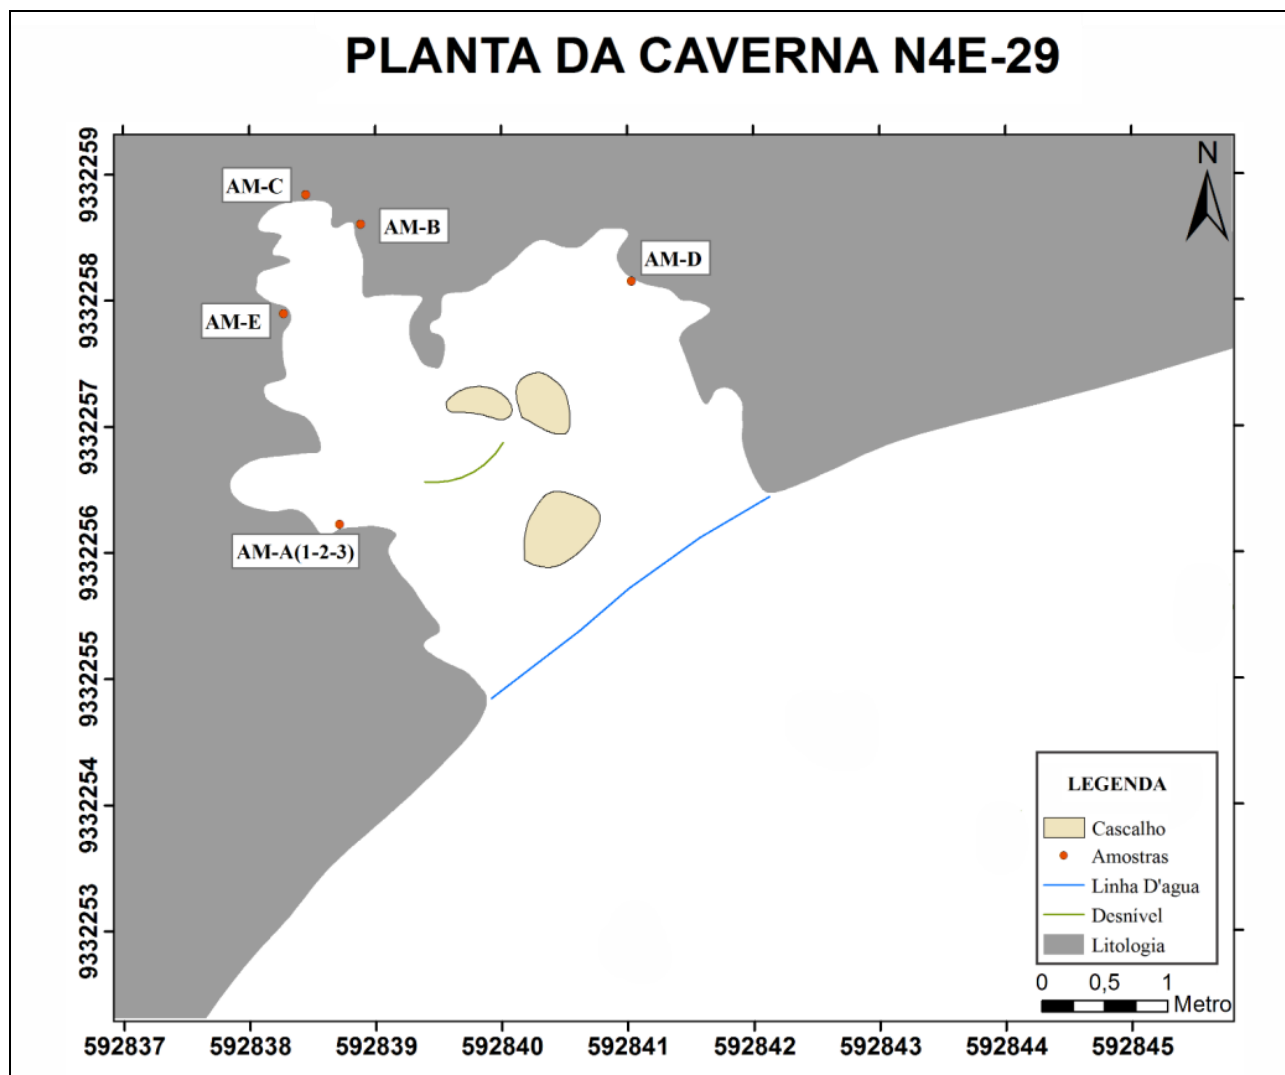 PLANTA DA CAVERNA N4E-29
N
AM-C
AM-B
AM-D
AM-E
AM-A(1-2-3)
9332259
9332258
9332257
9332256
9332255
9332254
9332253
LEGENDA
Cascalho
Amostras
Linha D'agua
Desnível
Litologia
0 0,5 1
Metro
592837 592838 592839 592840 592841 592842 592843 592844 592845